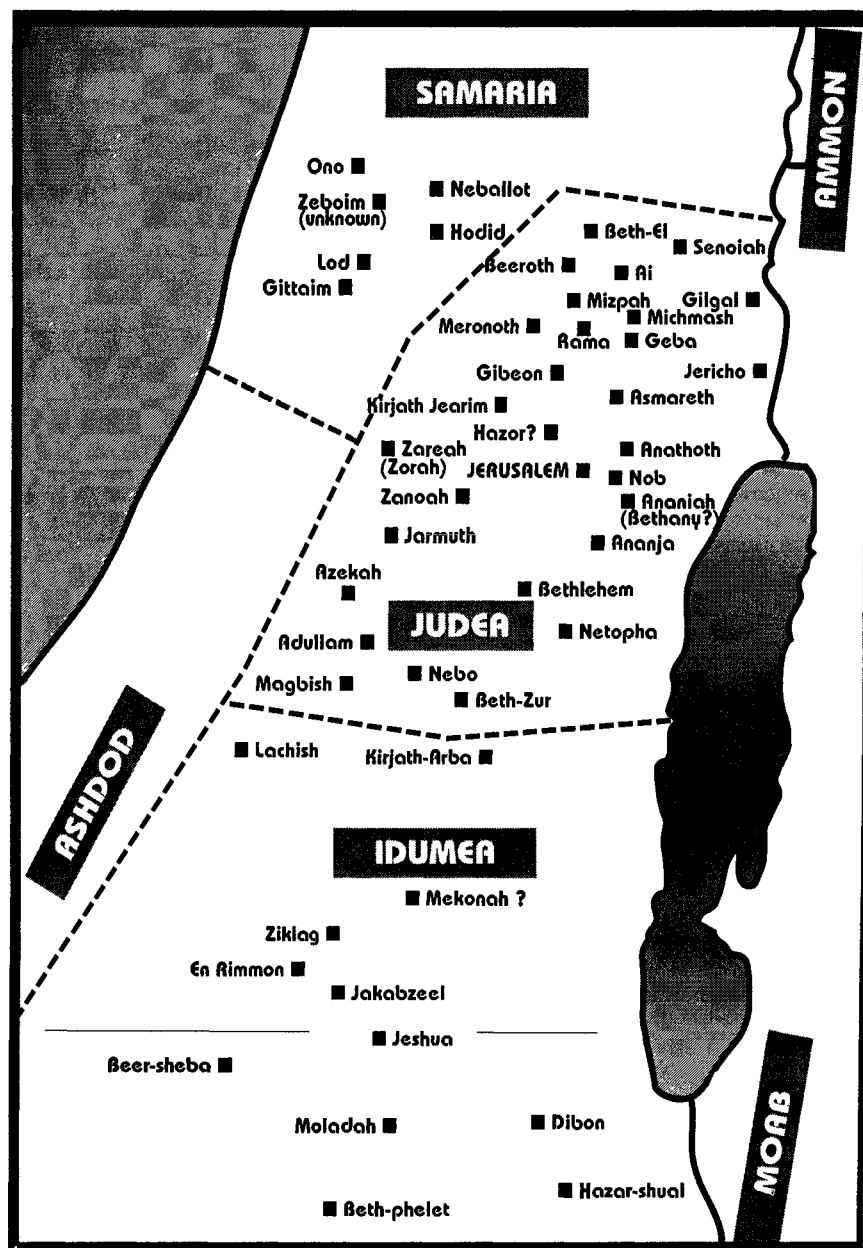 SAMARIA
AMMON
Ono
Neballot
Zeboim
(unknown)
Hodid
Beth-El
Senoiah
Lod
Beeroth
Ai
Gittaim
Mizpah
Gilgal
Michmash
Meronoth
Rama
Geba
Gibeon
Jericho
Asmareth
Kirjath Jearim
Hazor?
Zareah
(Zorah)
Anathoth
JERUSALEM
Nob
Zanoah
Ananiah
(Bethany?)
Jarmuth
Ananja
Azekah
Bethlehem
JUDEA
Netopha
Adullam
Nebo
Magbish
Beth-Zur
ASHDOD
Lachish
Kirjath-Arba
IDUMEA
Mekonah ?
Ziklag
En Rimmon
Jakabzeel
Jeshua
Beer-sheba
MOAB
Moladah
Dibon
Hazar-shual
Beth-phelet